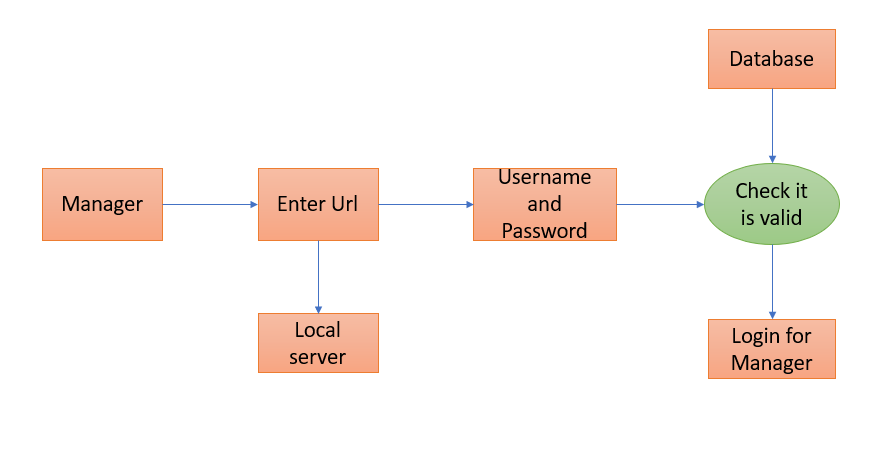 Database
Manager
Enter Url
Username
and
Password
Check it
is valid
Local
server
Login for
Manager